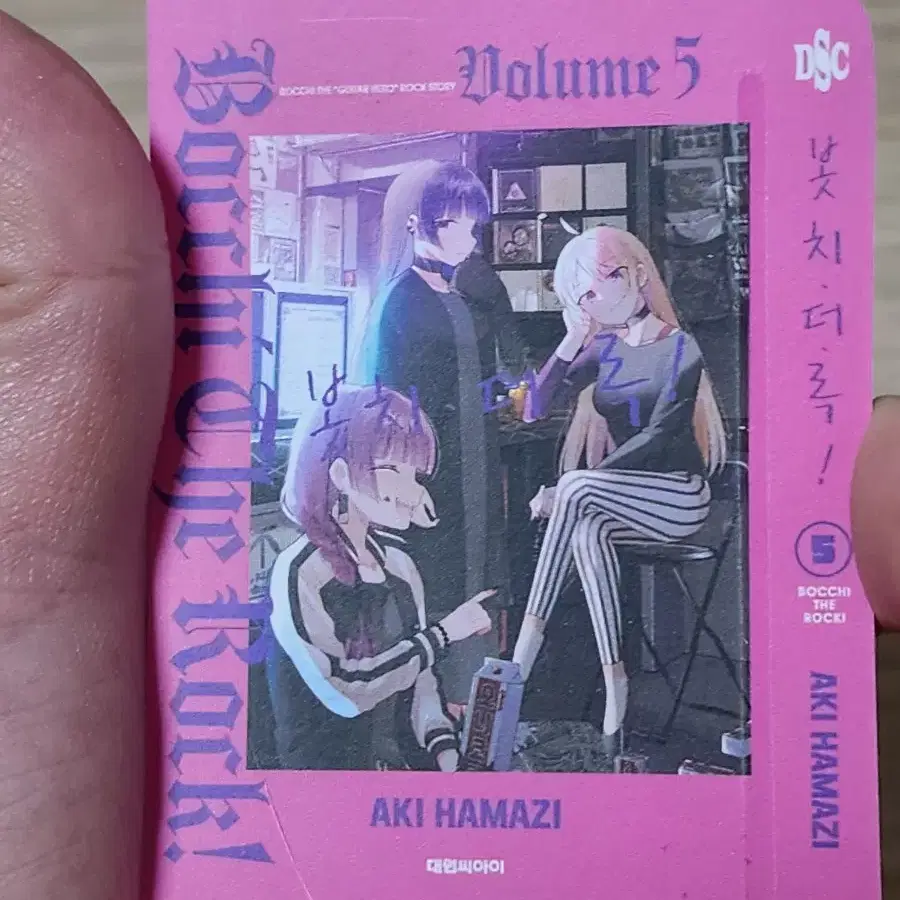 Bocchi The Rock!
BOCCHI THE "GUITAR HERO" ROCK STORY
Volume 5
봇치 더 록!
AKI HAMAZI
대원씨아이
DSC
봇치·더·록!
5
BOCCHI
THE
ROCK!
AKI HAMAZI